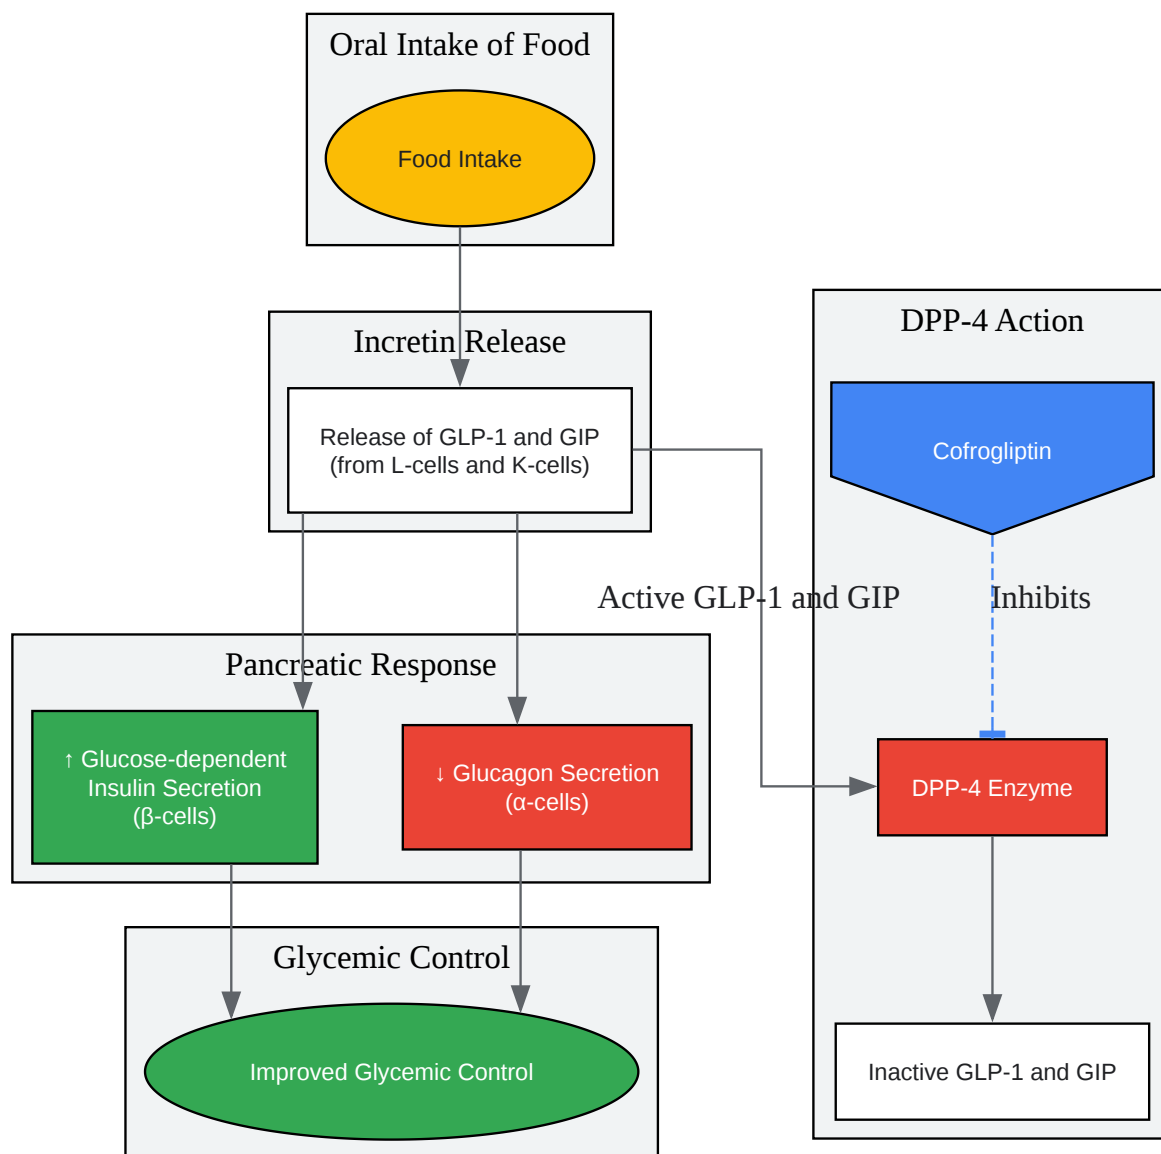 Oral Intake of Food
Food Intake
Incretin Release
Release of GLP-1 and GIP
(from L-cells and K-cells)
DPP-4 Action
Cofrogliptin
Active GLP-1 and GIP
Inhibits
Pancreatic Response
↑ Glucose-dependent
Insulin Secretion
(β-cells)
↓ Glucagon Secretion
(α-cells)
DPP-4 Enzyme
Glycemic Control
Improved Glycemic Control
Inactive GLP-1 and GIP